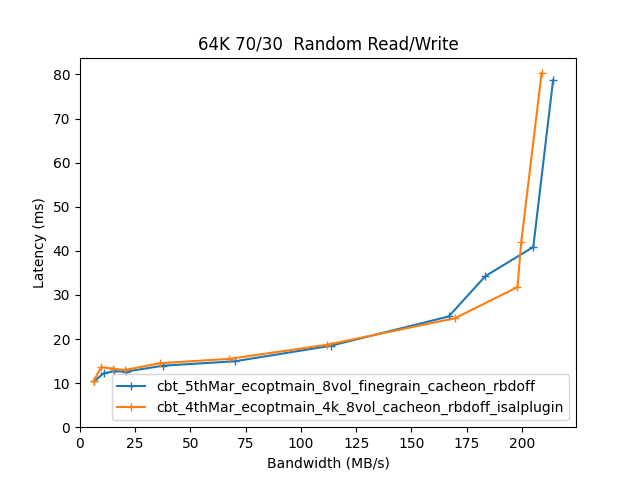 64K 70/30  Random Read/Write
80
70
60
50
40
30
20
10
0
Latency (ms)
cbt_5thMar_ecoptmain_8vol_finegrain_cacheon_rbdoff
cbt_4thMar_ecoptmain_4k_8vol_cacheon_rbdoff_isalplugin
0 25 50 75 100 125 150 175 200
Bandwidth (MB/s)